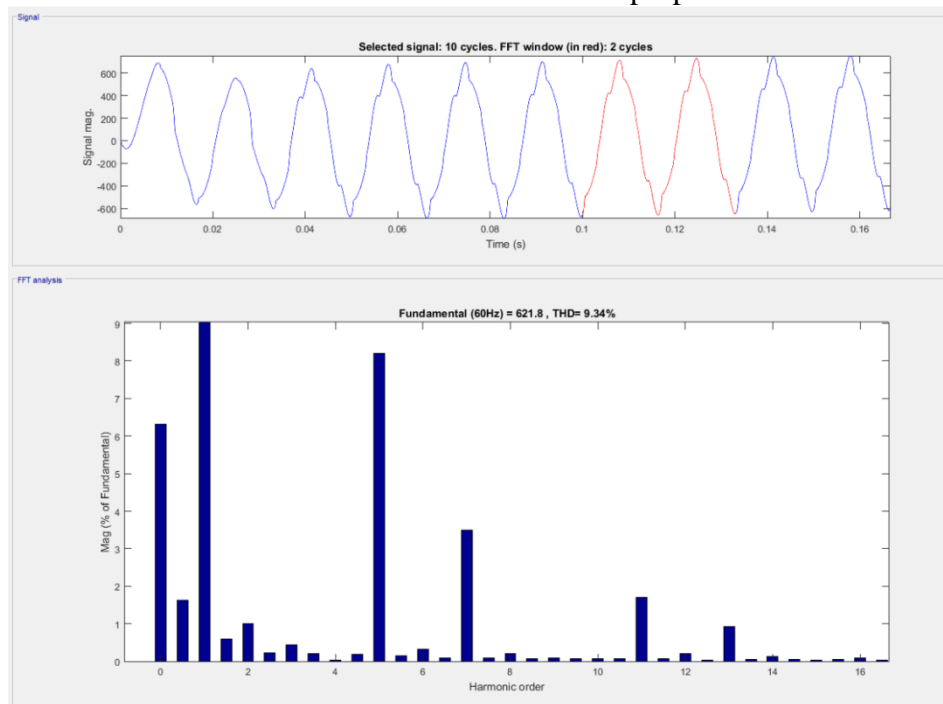 Signal
Selected signal: 10 cycles. FFT window (in red): 2 cycles
600
400
200
0
-200
-400
-600
Signal mag.
0 0.02 0.04 0.06 0.08 0.1 0.12 0.14 0.16
Time (s)
FFT analysis
Fundamental (60Hz) = 621.8 , THD= 9.34%
9
8
7
6
5
4
3
2
1
0
Mag (% of Fundamental)
0 2 4 6 8 10 12 14 16
Harmonic order